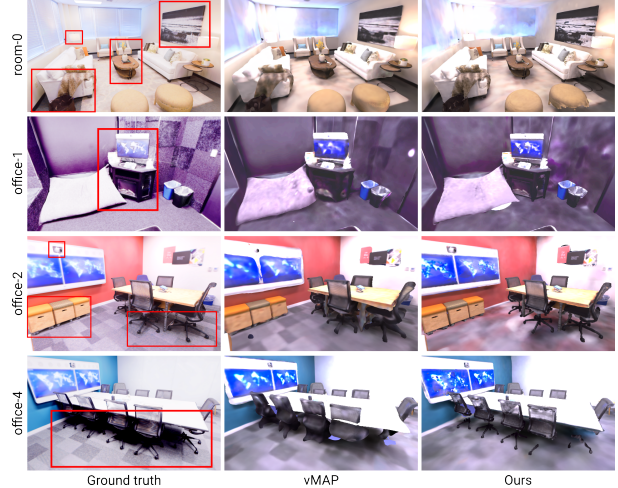 room-0
office-1
office-2
office-4
Ground truth
vMAP
Ours